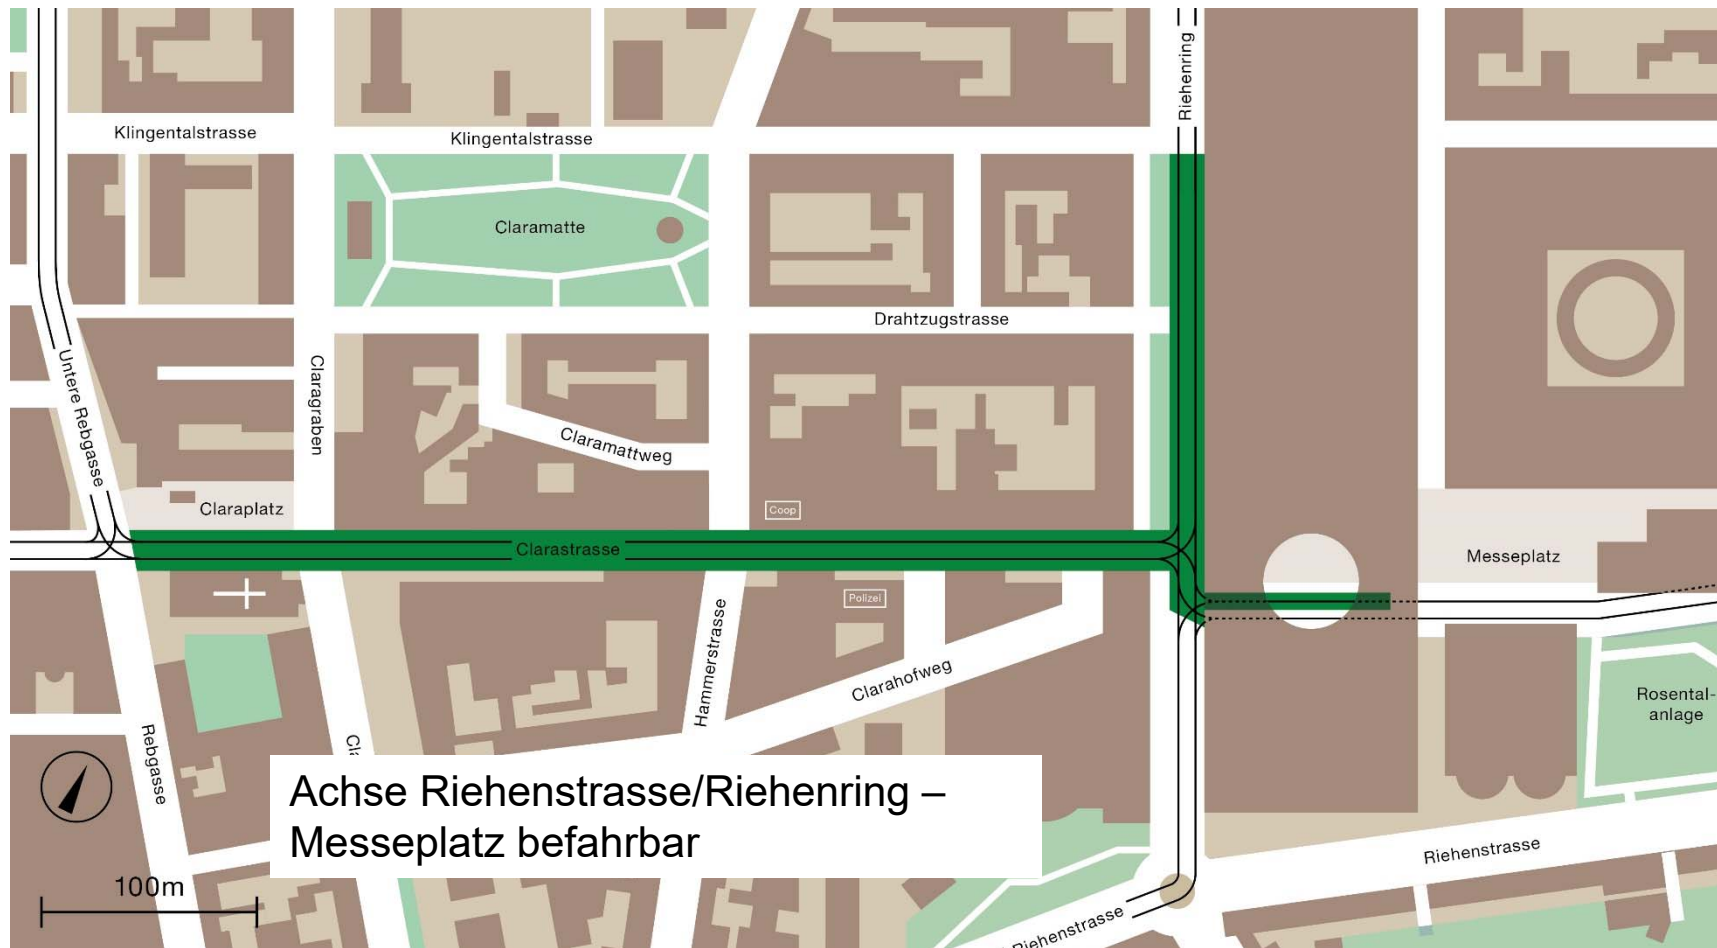 Riehenring
Klingentalstrasse
Klingentalstrasse
Claramatte
Drahtzugstrasse
Untere Rebgasse
Claragraben
Claramattweg
Claraplatz
Coop
Clarastrasse
Messeplatz
Polizei
Hammerstrasse
Clarahofweg
Rosental-
anlage
Rebgasse
Cla
Achse Riehenstrasse/Riehenring –
Messeplatz befahrbar
Riehenstrasse
100m
Riehenstrasse